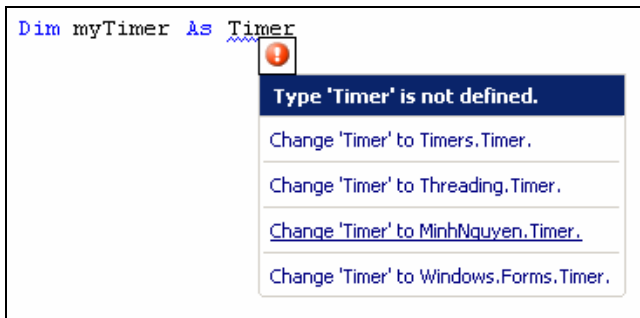 Dim myTimer As Timer
Type 'Timer' is not defined.
Change 'Timer' to Timers.Timer.
Change 'Timer' to Threading.Timer.
Change 'Timer' to MinhNguyen.Timer.
Change 'Timer' to Windows.Forms.Timer.